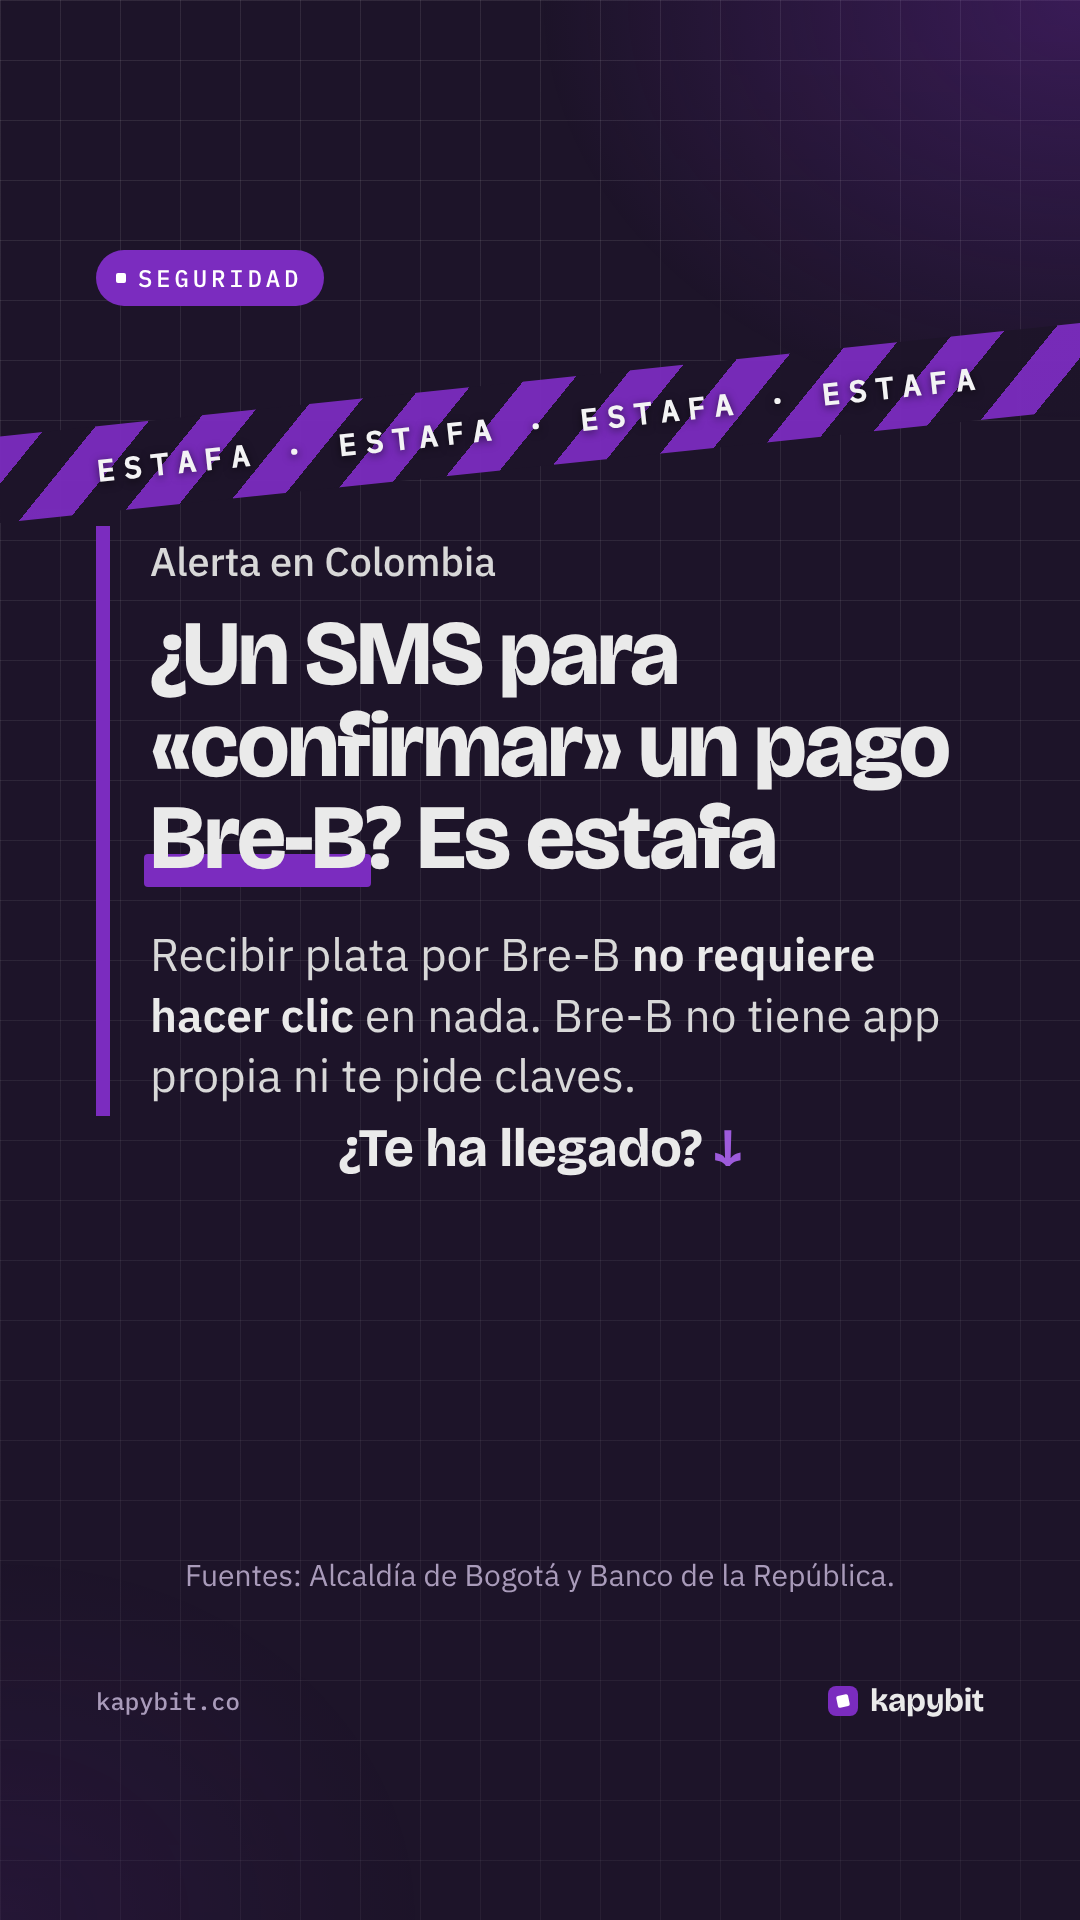 SEGURIDAD
ESTAFA · ESTAFA · ESTAFA · ESTAFA
Alerta en Colombia
¿Un SMS para
«confirmar» un pago
Bre-B? Es estafa
Recibir plata por Bre-B no requiere
hacer clic en nada. Bre-B no tiene app
propia ni te pide claves.
¿Te ha llegado? ↓
Fuentes: Alcaldía de Bogotá y Banco de la República.
kapybit.co
kapybit